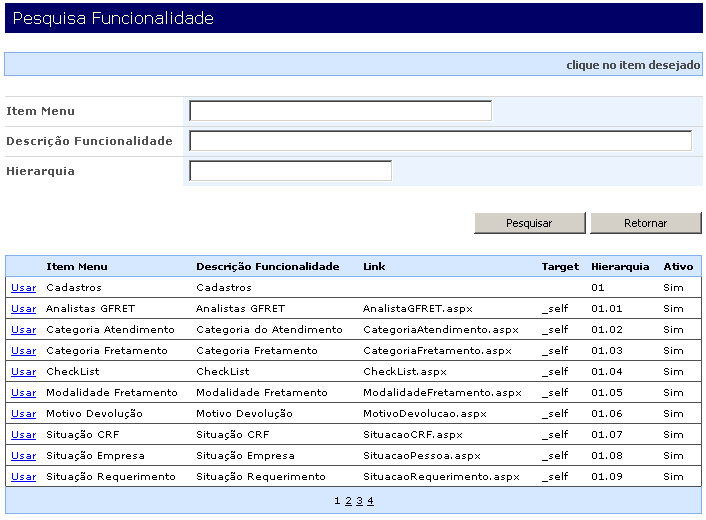 Pesquisa Funcionalidade
clique no item desejado
Item Menu
Descrição Funcionalidade
Hierarquia
Pesquisar Retornar
Item Menu Descrição Funcionalidade Link Target Hierarquia Ativo
Usar Cadastros Cadastros 01 Sim
Usar Analistas GFRET Analistas GFRET AnalistaGFRET.aspx _self 01.01 Sim
Usar Categoria Atendimento Categoria do Atendimento CategoriaAtendimento.aspx _self 01.02 Sim
Usar Categoria Fretamento Categoria Fretamento CategoriaFretamento.aspx _self 01.03 Sim
Usar CheckList CheckList CheckList.aspx _self 01.04 Sim
Usar Modalidade Fretamento Modalidade Fretamento ModalidadeFretamento.aspx _self 01.05 Sim
Usar Motivo Devolução Motivo Devolução MotivoDevolucao.aspx _self 01.06 Sim
Usar Situação CRF Situação CRF SituacaoCRF.aspx _self 01.07 Sim
Usar Situação Empresa Situação Empresa SituacaoPessoa.aspx _self 01.08 Sim
Usar Situação Requerimento Situação Requerimento SituacaoRequerimento.aspx _self 01.09 Sim
1 2 3 4